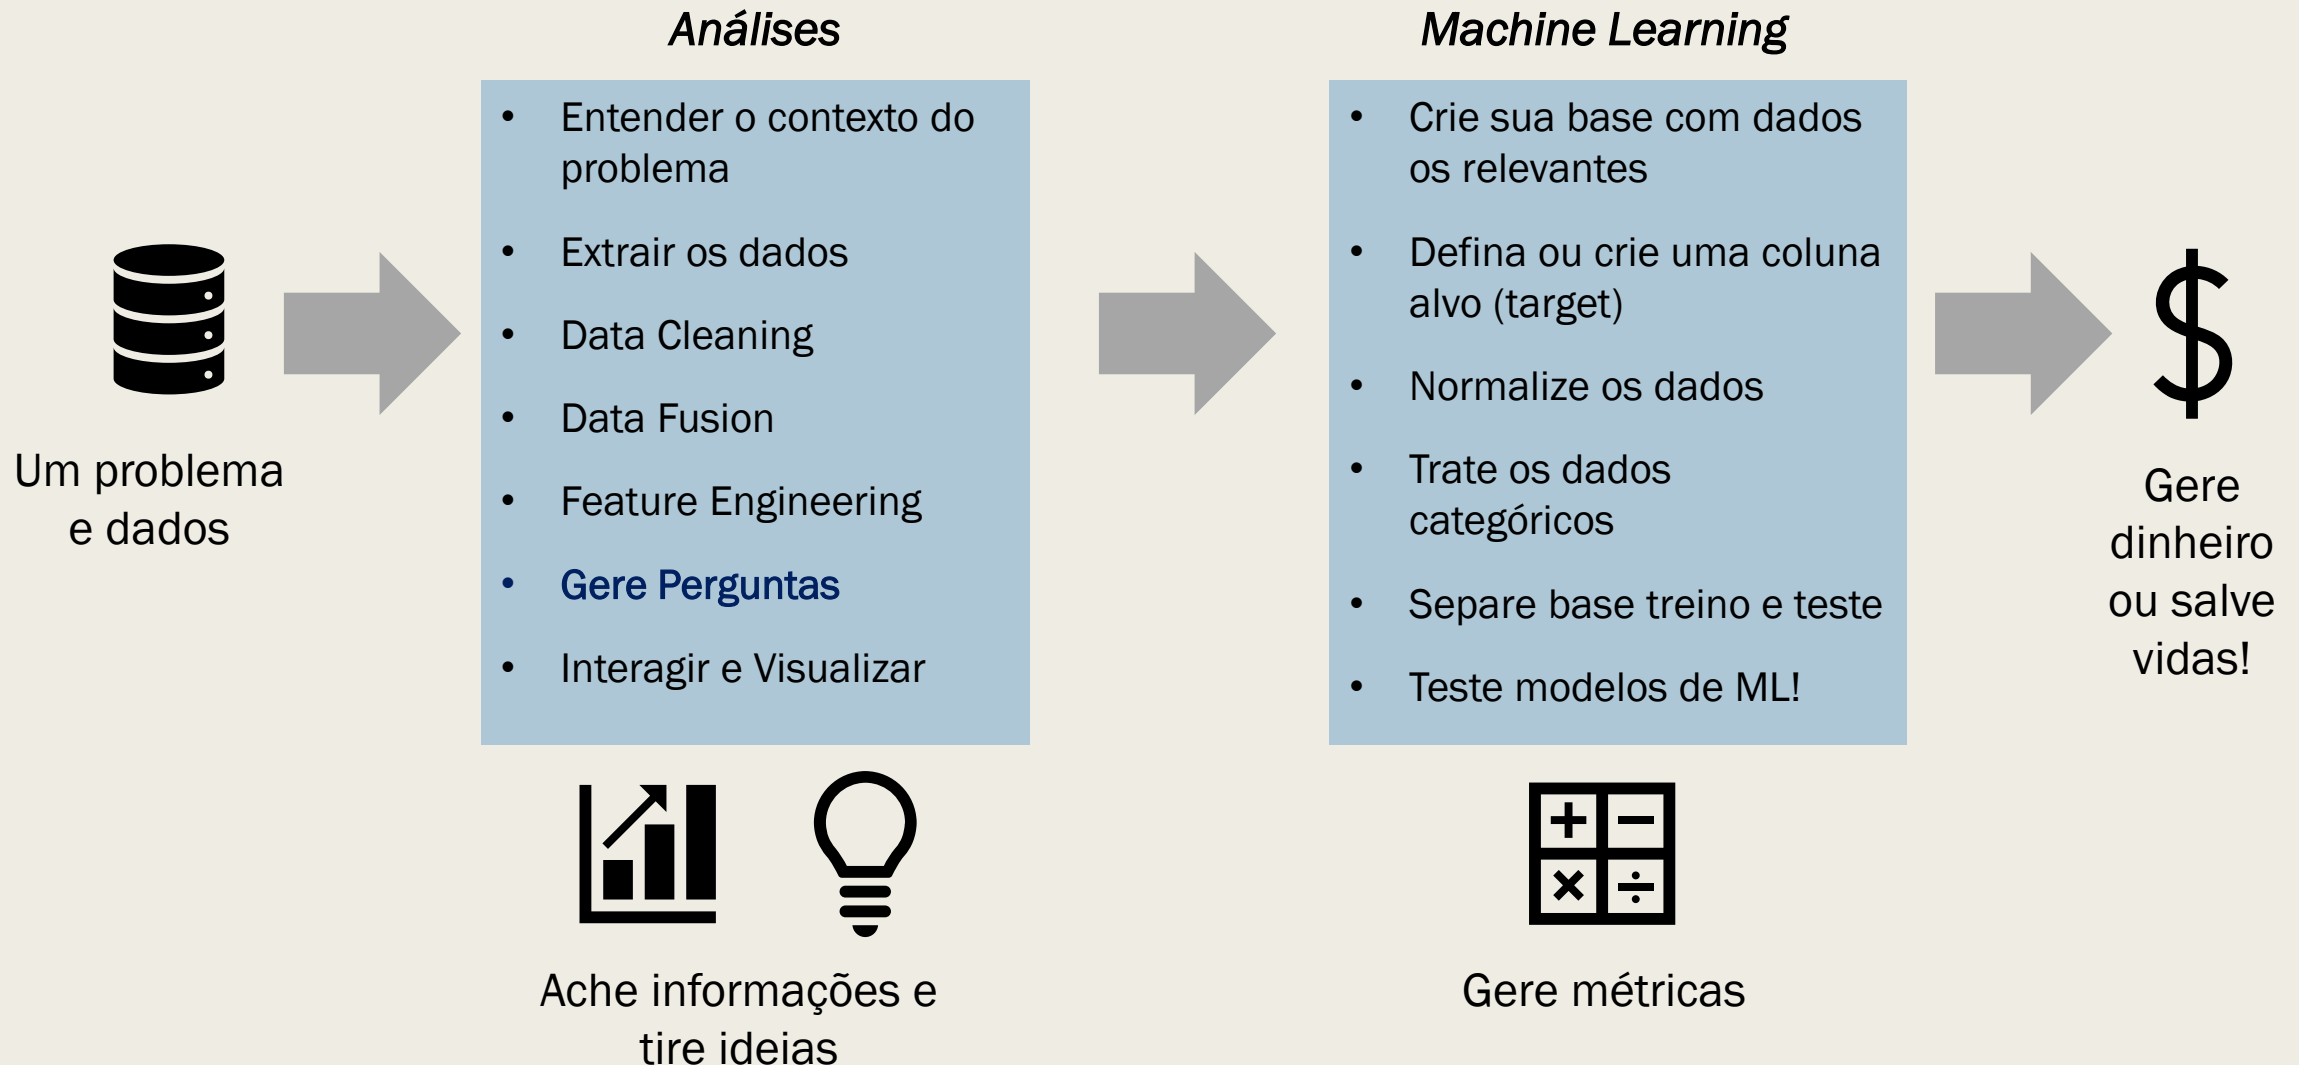 Análises
Machine Learning
• Entender o contexto do
problema
• Extrair os dados
• Data Cleaning
• Data Fusion
• Feature Engineering
• Gere Perguntas
• Interagir e Visualizar
• Crie sua base com dados
os relevantes
• Defina ou crie uma coluna
alvo (target)
• Normalize os dados
• Trate os dados
categóricos
• Separe base treino e teste
• Teste modelos de ML!
Um problema
e dados
Gere
dinheiro
ou salve
vidas!
Ache informações e
tire ideias
Gere métricas